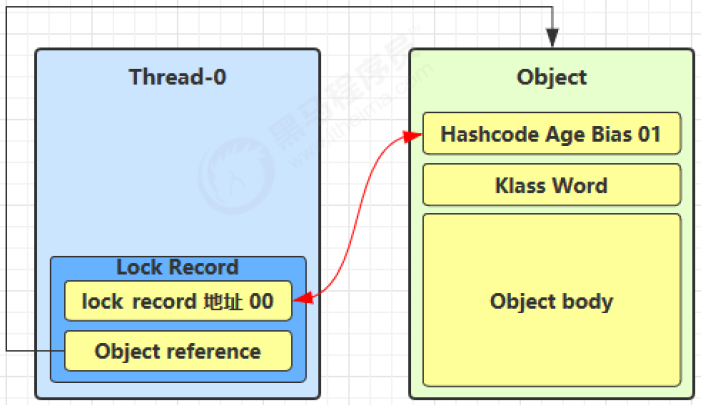 Thread-0
Lock Record
lock record 地址 00
Object reference
Object
Hashcode Age Bias 01
Klass Word
Object body
黑马程序员
www.itheima.com